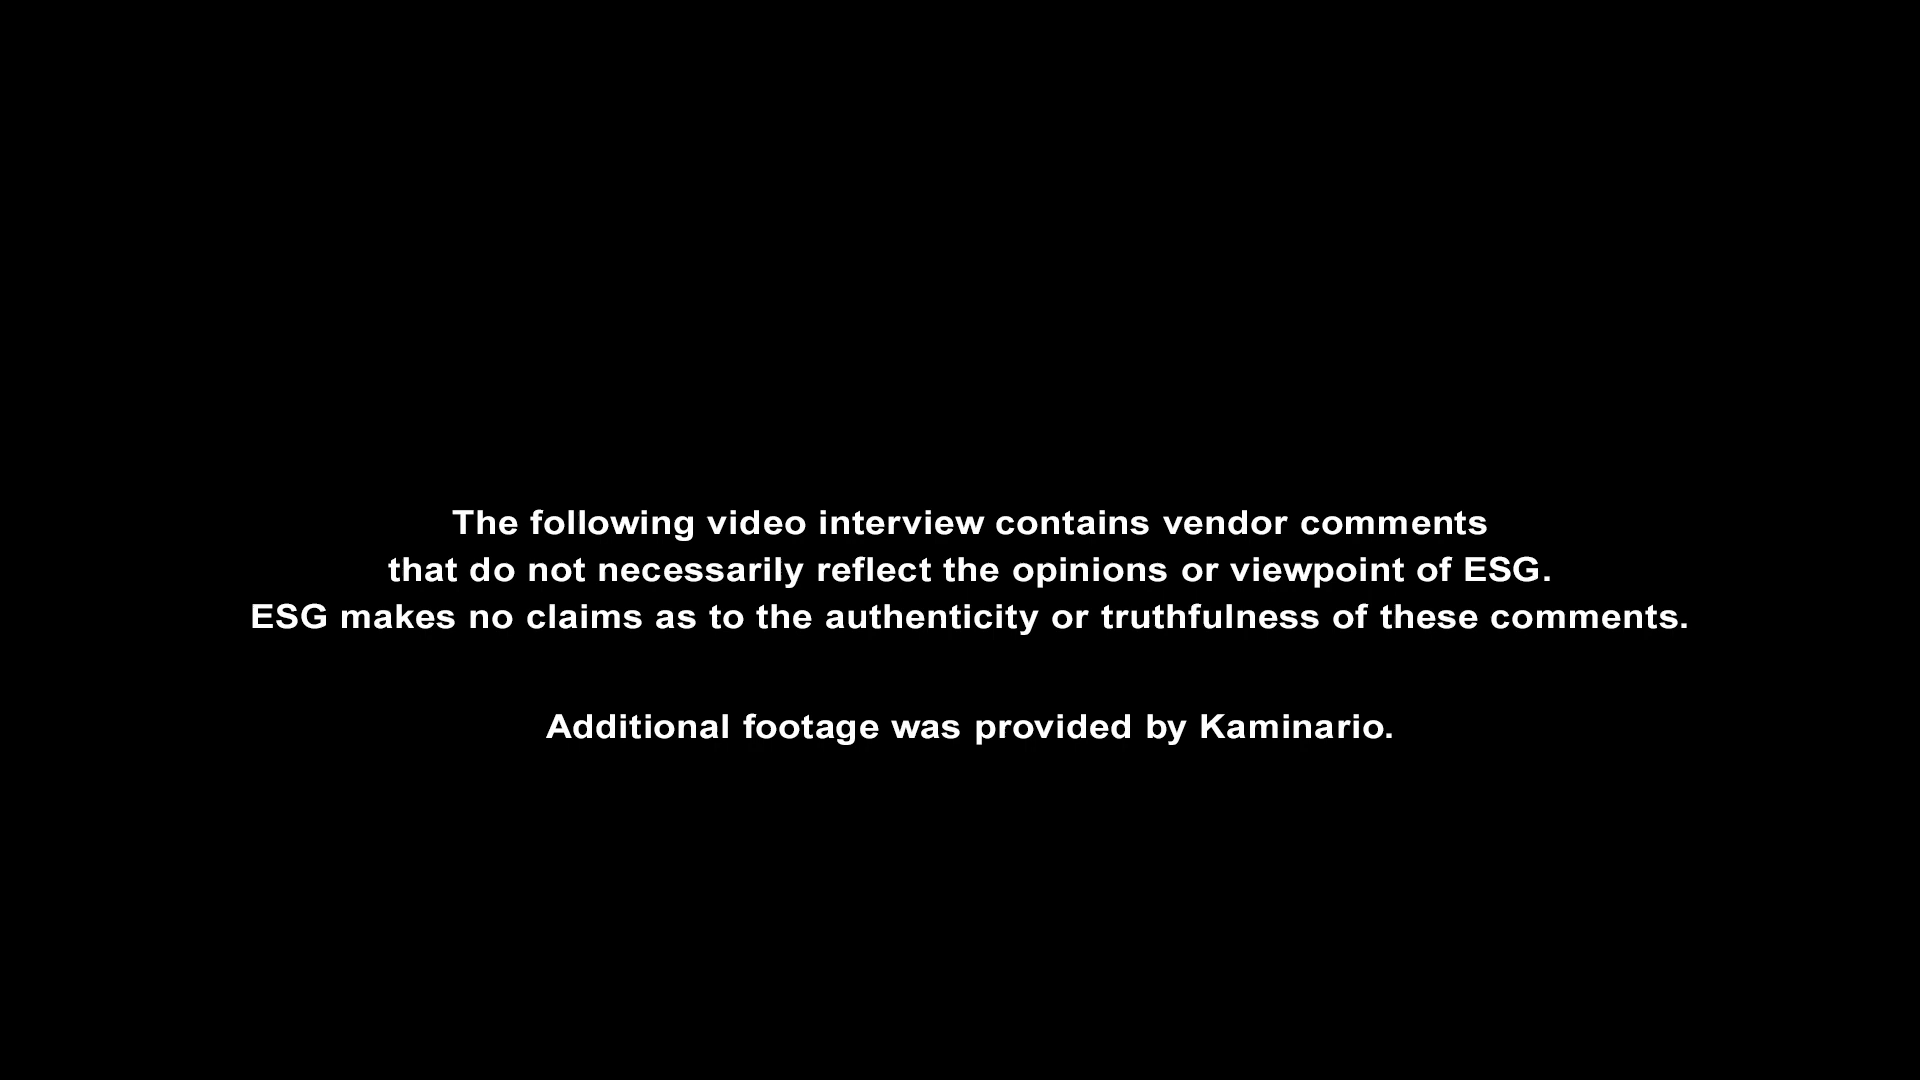 The following video interview contains vendor comments
that do not necessarily reflect the opinions or viewpoint of ESG.
ESG makes no claims as to the authenticity or truthfulness of these comments.
Additional footage was provided by Kaminario.